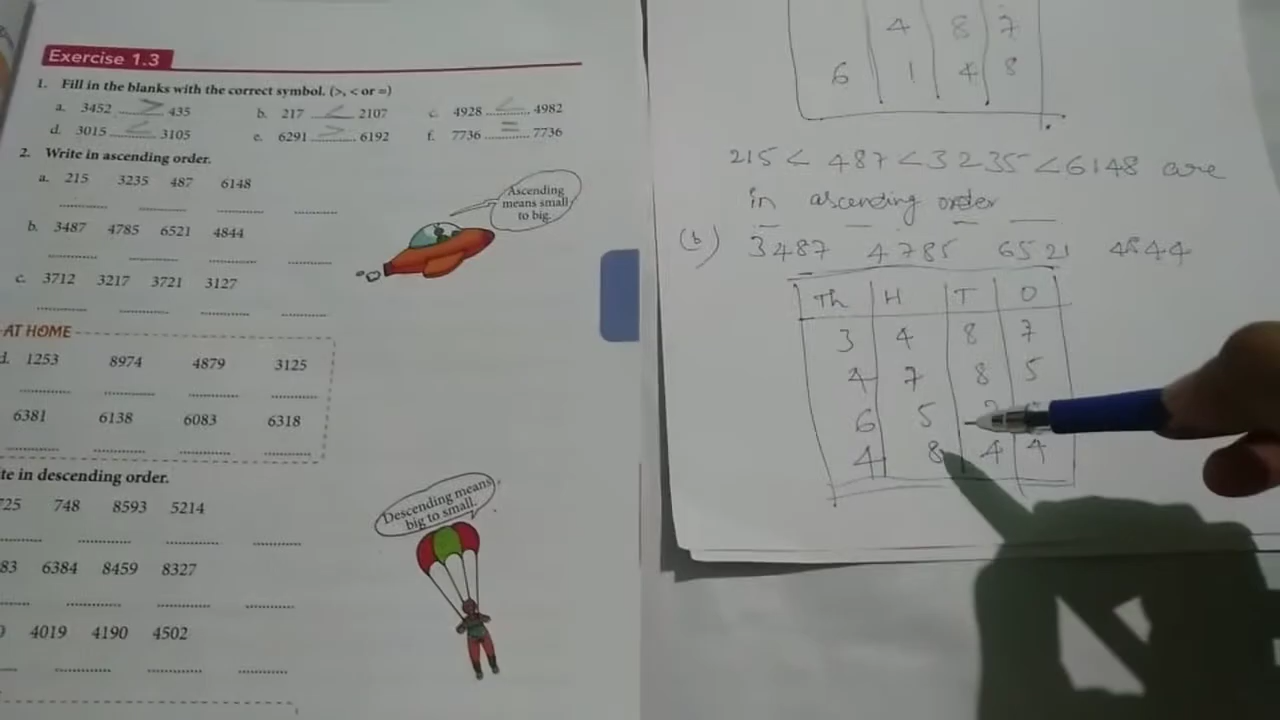 Exercise 1.3
1. Fill in the blanks with the correct symbol. (>, < or =)
a. 3452 > 435 b. 217 < 2107 c. 4928 < 4982
d. 3015 < 3105 e. 6291 > 6192 f. 7736 = 7736
2. Write in ascending order.
a. 215 3235 487 6148
Ascending
means small
to big.
b. 3487 4785 6521 4844
c. 3712 3217 3721 3127
AT HOME
d. 1253 8974 4879 3125
6381 6138 6083 6318
te in descending order.
725 748 8593 5214
Descending means
big to small.
83 6384 8459 8327
4019 4190 4502
4 8 7
6 1 4 8
215 < 487 < 3235 < 6148 are
in ascending order
(b) 3487 4785 6521 4844
Th H T O
3 4 8 7
4 7 8 5
6 5
4 8 4 4